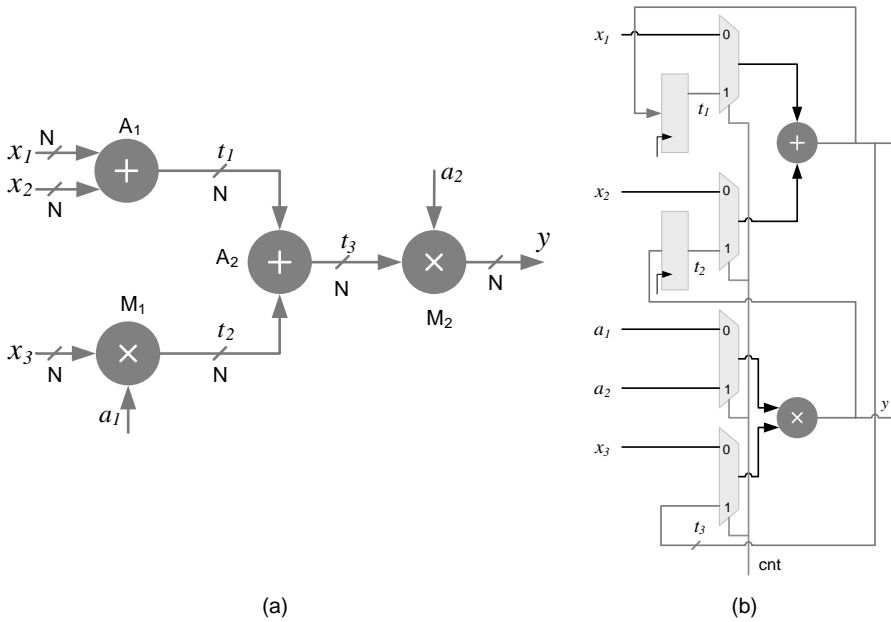 A1
x1 N
x2 N
t1
N
a2
A2
t3
N
y
N
M2
M1
x3 N
t2
N
a1
(a)
x1
0
1
t1
+
x2
0
1
t2
a1
0
a2
1
×
y
x3
0
1
t3
cnt
(b)